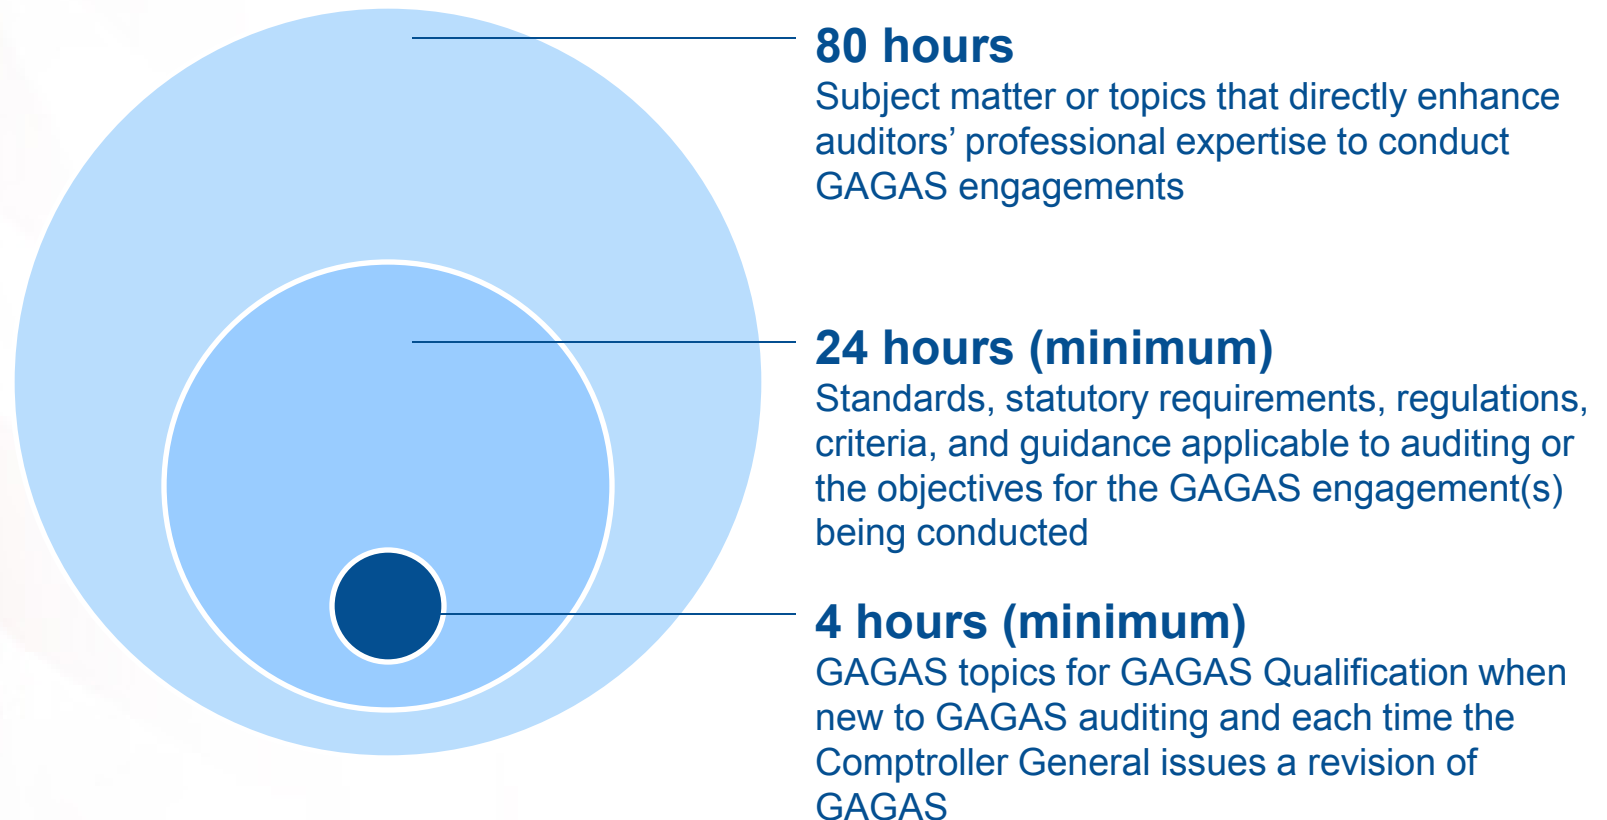 80 hours
Subject matter or topics that directly enhance
auditors’ professional expertise to conduct
GAGAS engagements
24 hours (minimum)
Standards, statutory requirements, regulations,
criteria, and guidance applicable to auditing or
the objectives for the GAGAS engagement(s)
being conducted
4 hours (minimum)
GAGAS topics for GAGAS Qualification when
new to GAGAS auditing and each time the
Comptroller General issues a revision of
GAGAS